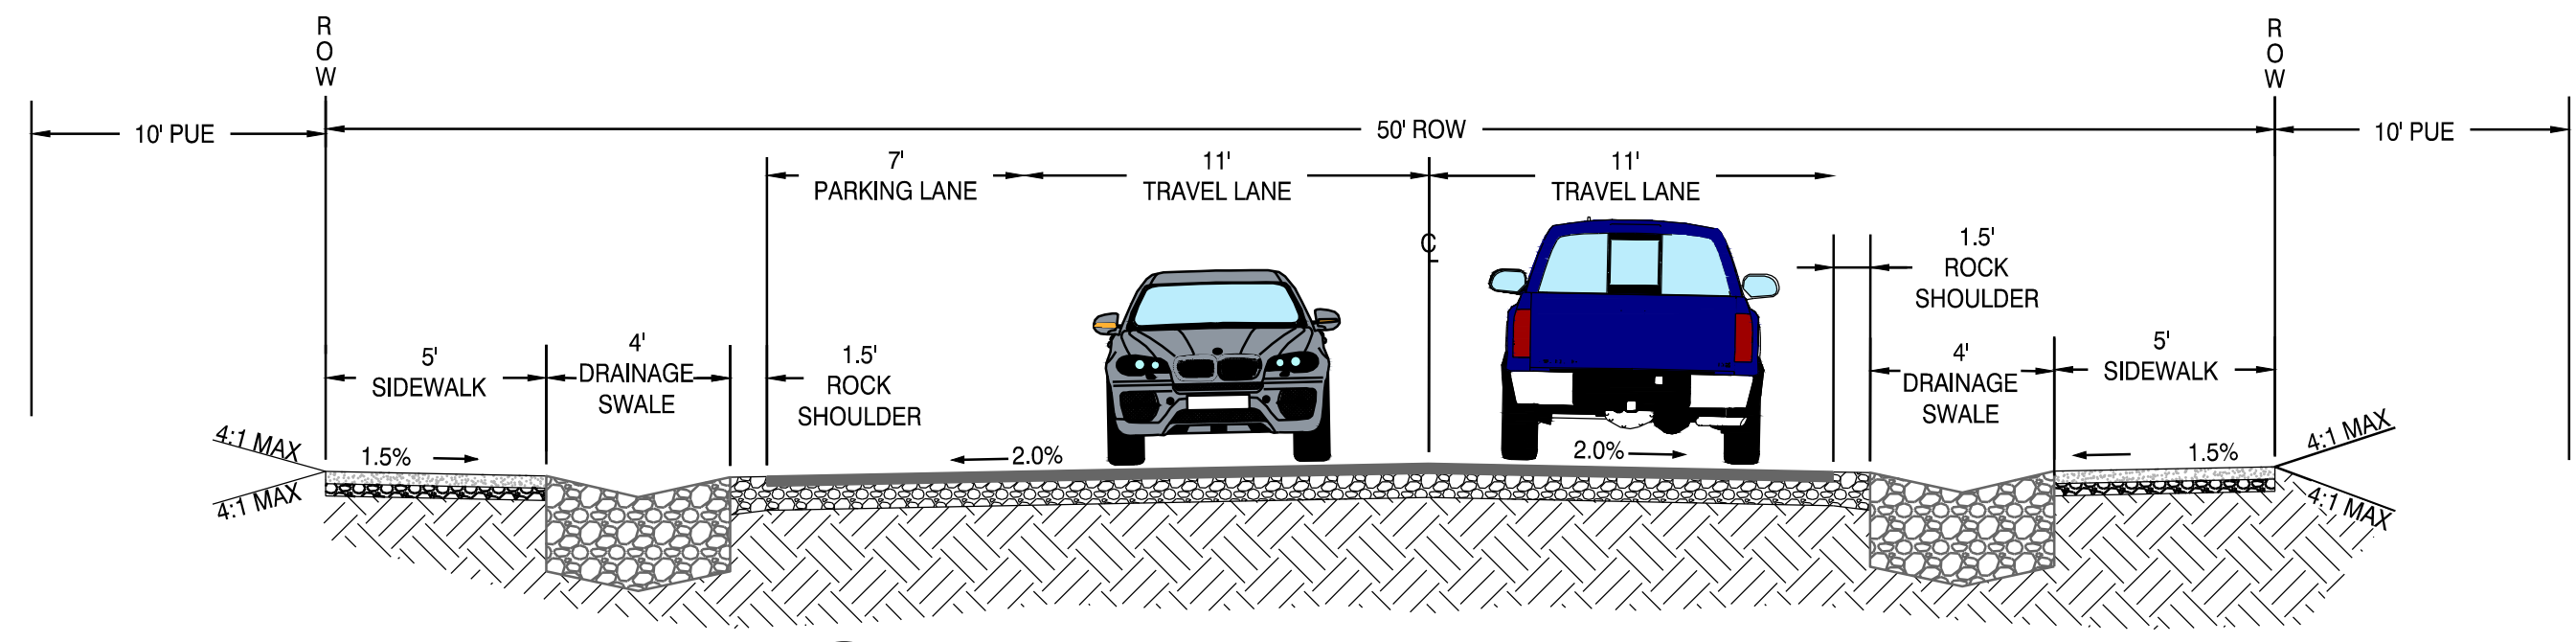 R
O
W
R
O
W
10' PUE
50' ROW
10' PUE
7'
PARKING LANE
11'
TRAVEL LANE
11'
TRAVEL LANE
C
L
1.5'
ROCK
SHOULDER
5'
SIDEWALK
4'
DRAINAGE
SWALE
1.5'
ROCK
SHOULDER
4'
DRAINAGE
SWALE
5'
SIDEWALK
4:1 MAX
4:1 MAX
1.5%
2.0%
2.0%
1.5%
4:1 MAX
4:1 MAX